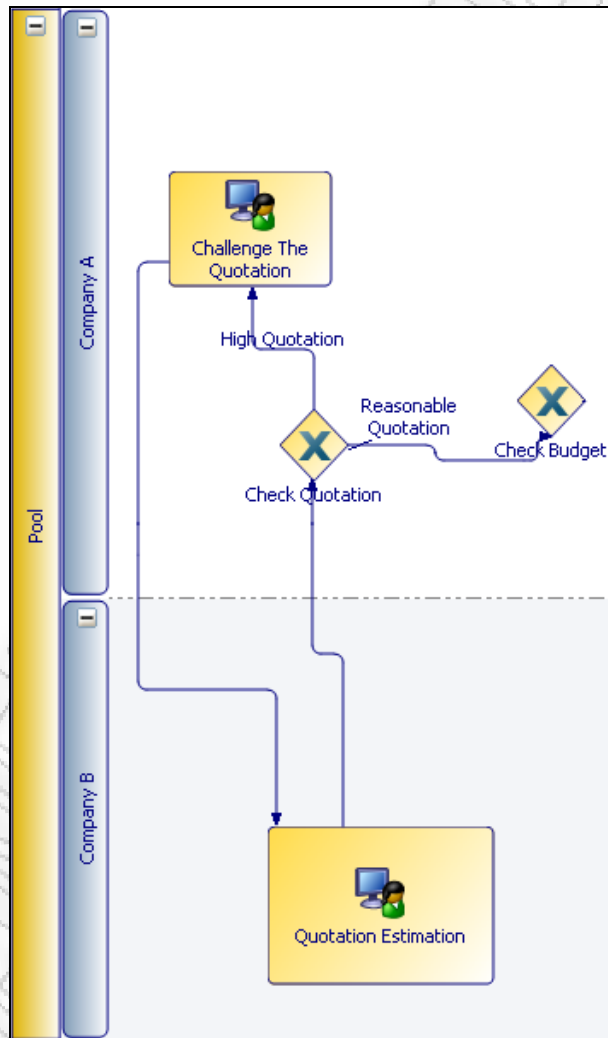 Pool
Company A
Challenge The
Quotation
High Quotation
Reasonable
Quotation
Check Budget
Check Quotation
Company B
Quotation Estimation